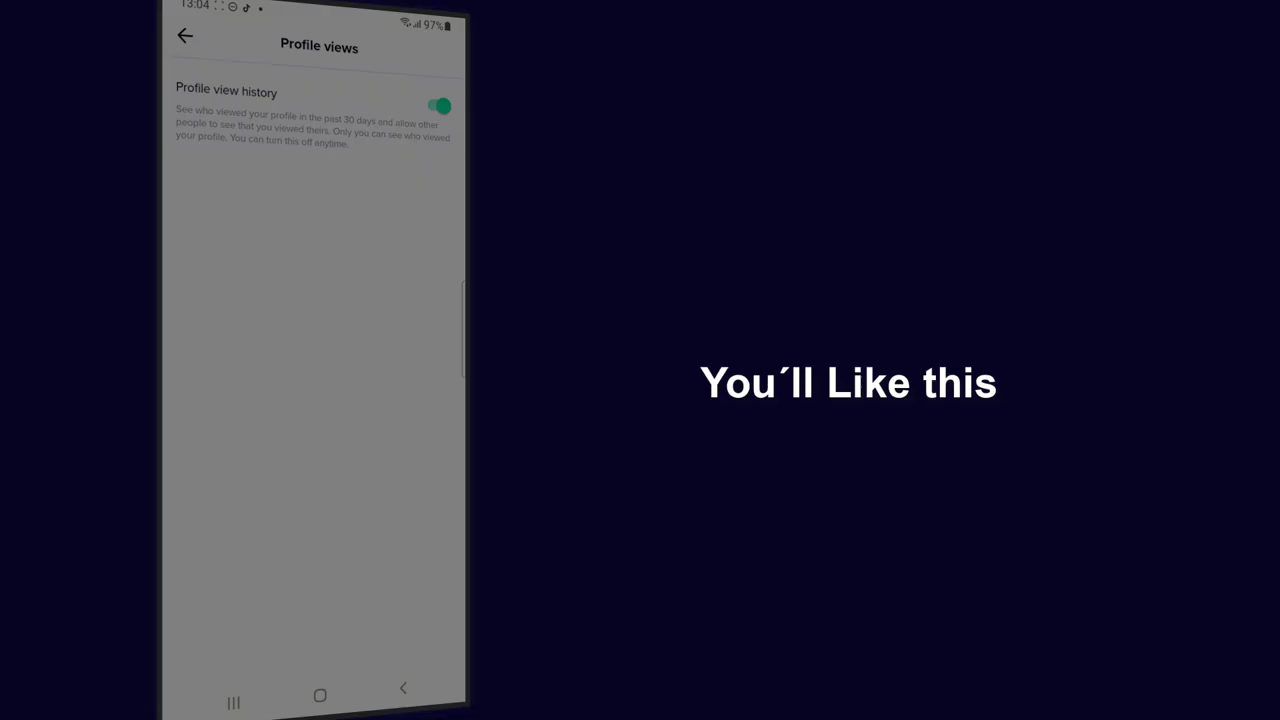 13:04
97%
Profile views
Profile view history
See who viewed your profile in the past 30 days and allow other
people to see that you viewed theirs. Only you can see who viewed
your profile. You can turn this off anytime.
You´ll Like this